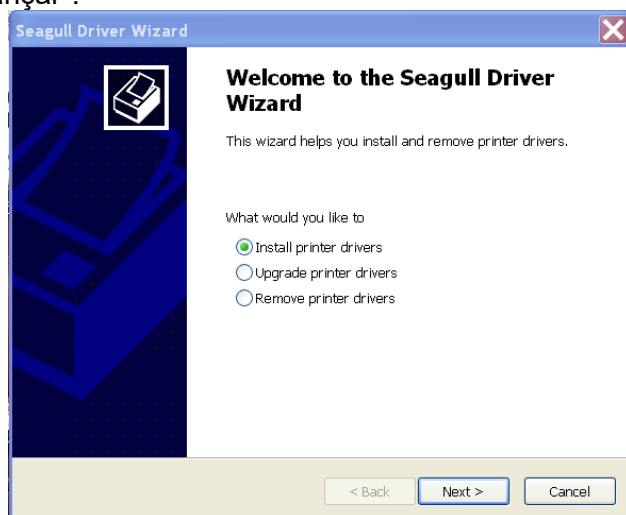 Seagull Driver Wizard
Welcome to the Seagull Driver
Wizard
This wizard helps you install and remove printer drivers.
What would you like to
Install printer drivers
Upgrade printer drivers
Remove printer drivers
< Back
Next >
Cancel